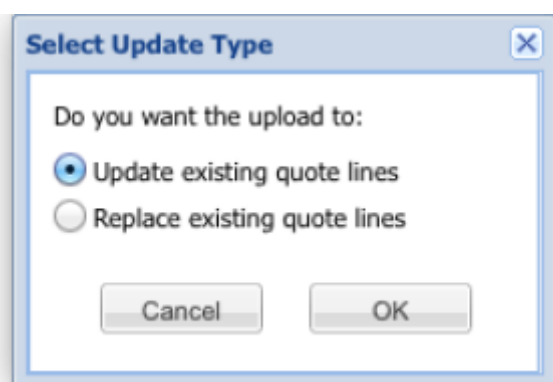 Select Update Type
Do you want the upload to:
Update existing quote lines
Replace existing quote lines
Cancel OK